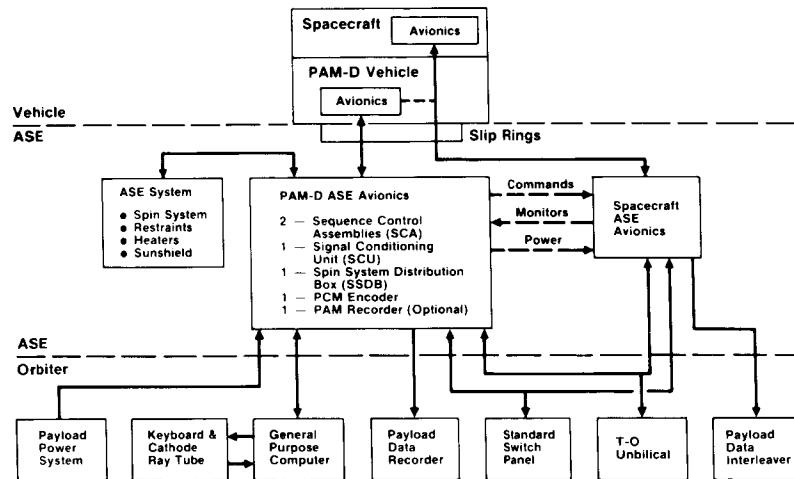 Spacecraft
Avionics
PAM-D Vehicle
Avionics
Vehicle
ASE
Slip Rings
ASE System
● Spin System
● Restraints
● Heaters
● Sunshield
PAM-D ASE Avionics
2 — Sequence Control
Assemblies (SCA)
1 — Signal Conditioning
Unit (SCU)
1 — Spin System Distribution
Box (SSDB)
1 — PCM Encoder
1 — PAM Recorder (Optional)
Commands
Monitors
Power
Spacecraft
ASE
Avionics
ASE
Orbiter
Payload
Power
System
Keyboard &
Cathode
Ray Tube
General
Purpose
Computer
Payload
Data
Recorder
Standard
Switch
Panel
T-O
Unbilical
Payload
Data
Interleaver